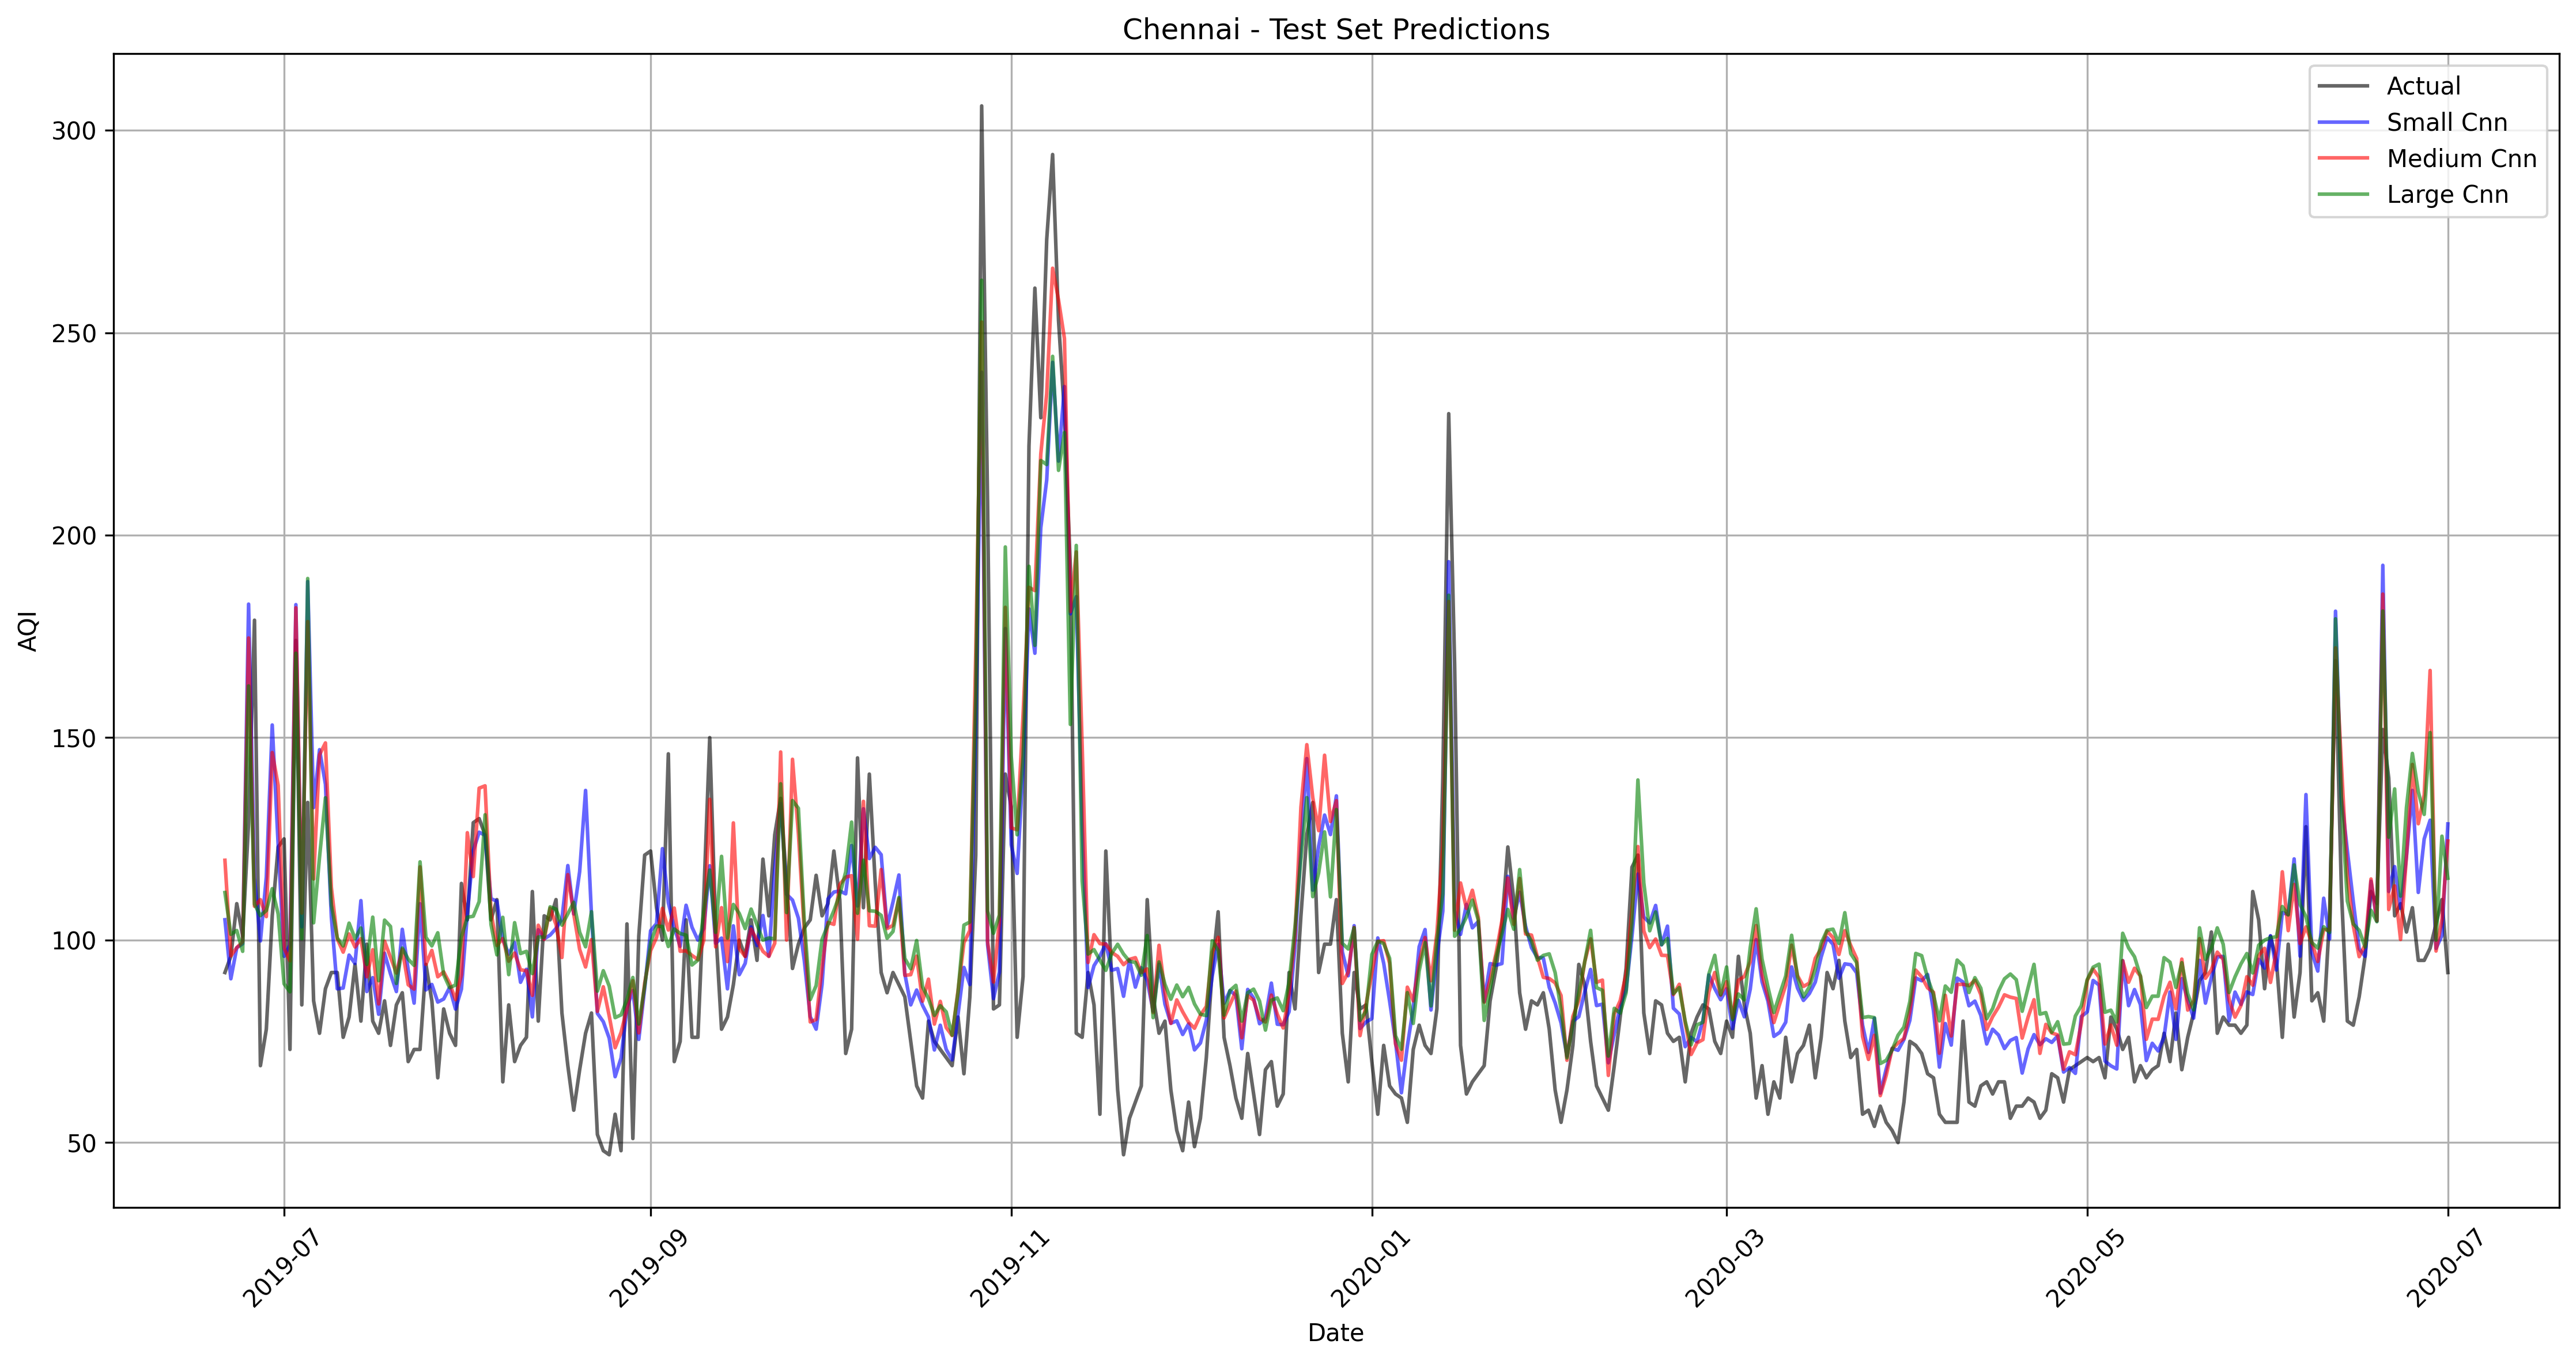 Chennai - Test Set Predictions
Actual
Small Cnn
Medium Cnn
Large Cnn
300
250
200
150
100
50
AQI
2019-07
2019-09
2019-11
2020-01
2020-03
2020-05
2020-07
Date